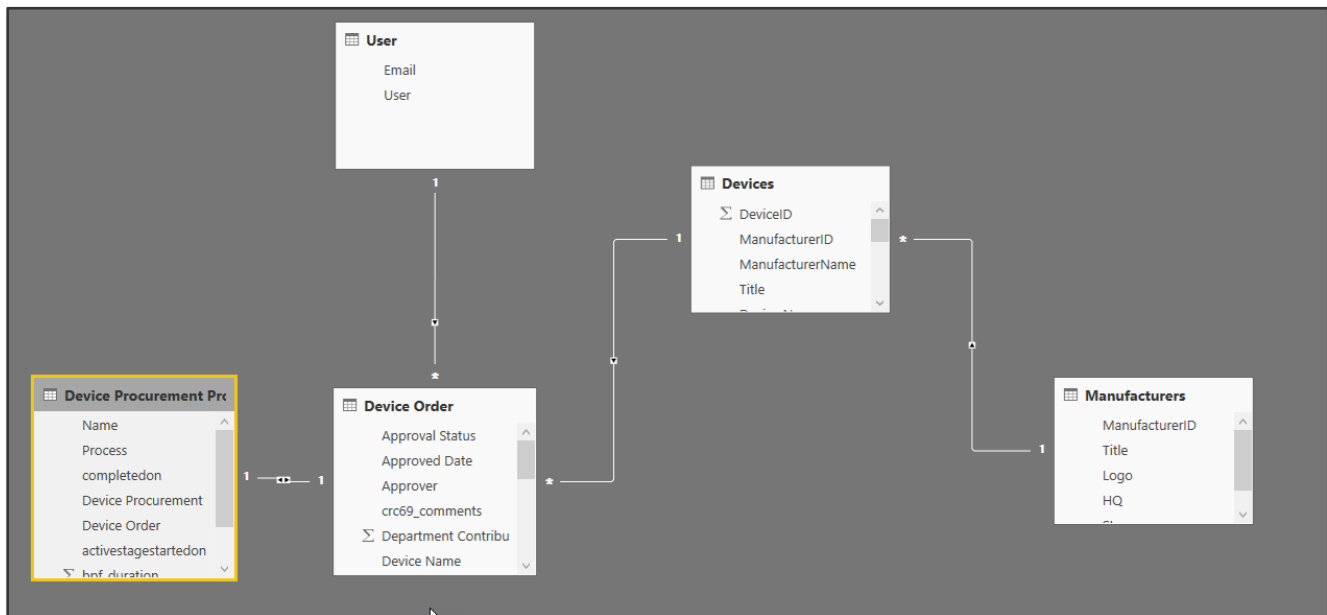 User
Email
User
1
*
Devices
DeviceID
ManufacturerID
ManufacturerName
Title
1
*
Device Procurement Prc
Name
Process
completedon
Device Procurement
Device Order
activestagestartedon
bpf_duration
1
1
Device Order
Approval Status
Approved Date
Approver
crc69_comments
Department Contribu
Device Name
*
Manufacturers
ManufacturerID
Title
Logo
HQ
1